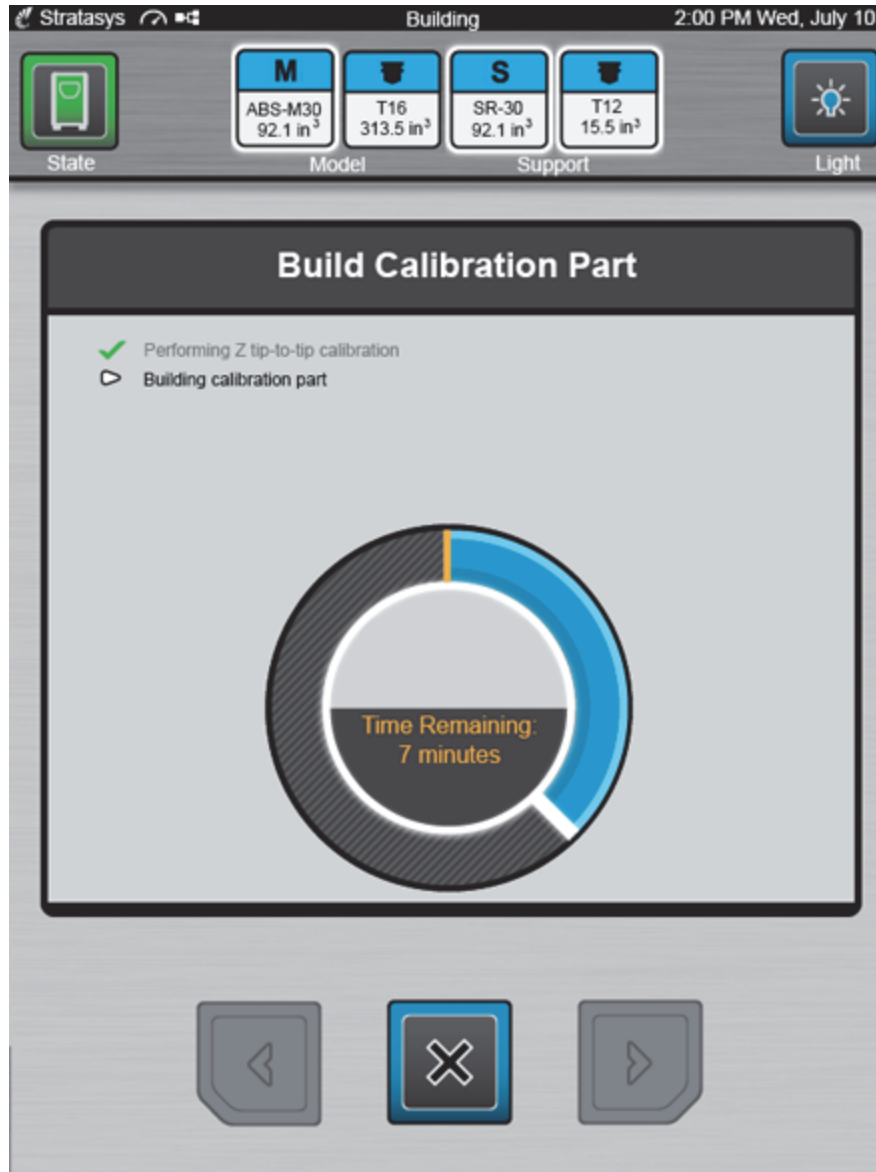 Stratasys
Building
2:00 PM Wed, July 10
M
ABS-M30
92.1 in³
T16
313.5 in³
S
SR-30
92.1 in³
T12
15.5 in³
State
Model
Support
Light
Build Calibration Part
Performing Z tip-to-tip calibration
Building calibration part
Time Remaining:
7 minutes